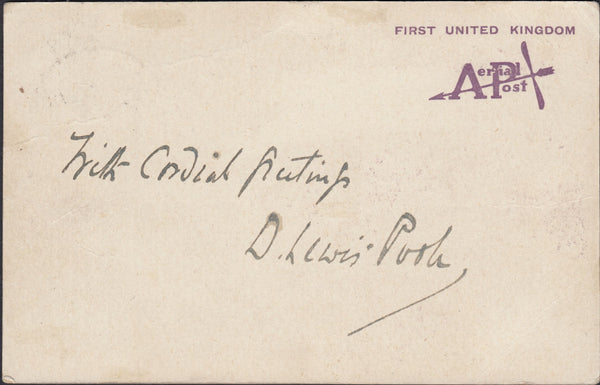 FIRST UNITED KINGDOM
Aerial
Post
With Cordial Greetings
D. Lewis Poole